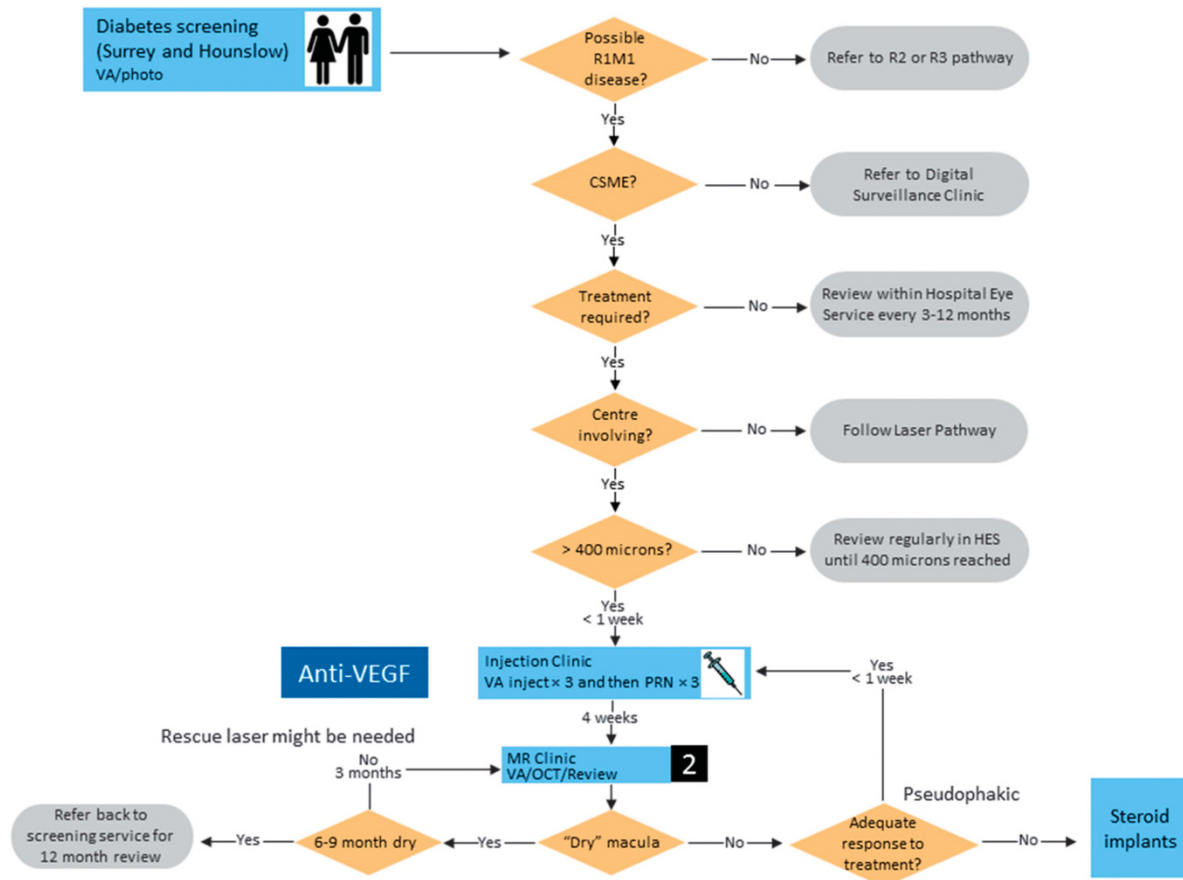 Diabetes screening
(Surrey and Hounslow)
VA/photo
Possible
R1M1
disease?
No
Refer to R2 or R3 pathway
Yes
CSME?
No
Refer to Digital
Surveillance Clinic
Yes
Treatment
required?
No
Review within Hospital Eye
Service every 3-12 months
Yes
Centre
involving?
No
Follow Laser Pathway
Yes
> 400 microns?
No
Review regularly in HES
until 400 microns reached
Yes
< 1 week
Anti-VEGF
Injection Clinic
VA inject × 3 and then PRN × 3
Yes
< 1 week
4 weeks
Rescue laser might be needed
No
3 months
MR Clinic
VA/OCT/Review
2
Pseudophakic
Refer back to
screening service for
12 month review
Yes
6-9 month dry
Yes
“Dry” macula
No
Adequate
response to
treatment?
No
Steroid
implants